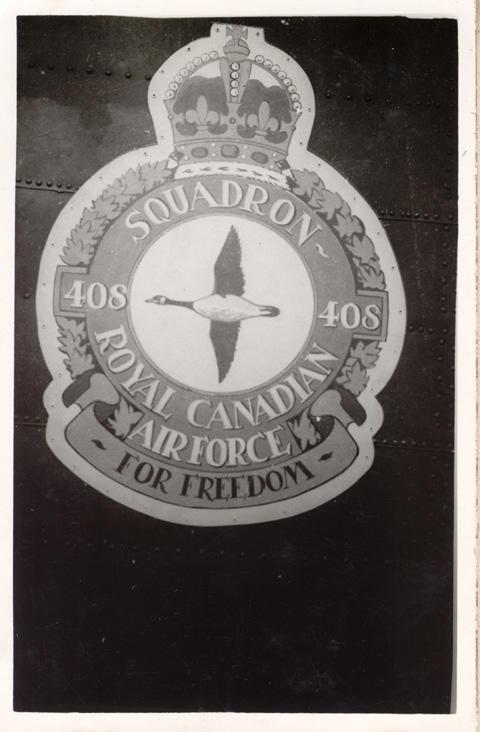 SQUADRON~
408 408
ROYAL CANADIAN
AIR FORCE
- FOR FREEDOM -